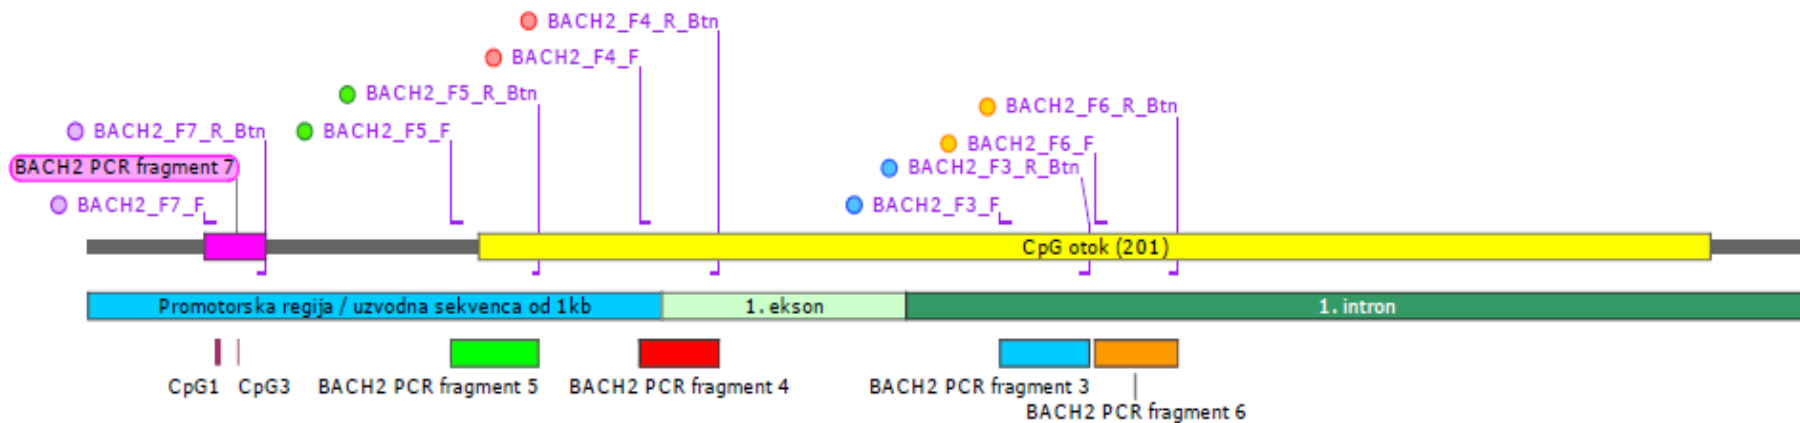 BACH2_F4_R_Btn
BACH2_F4_F
BACH2_F5_R_Btn
BACH2_F6_R_Btn
BACH2_F7_R_Btn
BACH2_F5_F
BACH2_F6_F
BACH2 PCR fragment 7
BACH2_F3_R_Btn
BACH2_F7_F
BACH2_F3_F
CpG otok (201)
Promotorska regija / uzvodna sekvenca od 1kb
1. ekson
1. intron
CpG1
CpG3
BACH2 PCR fragment 5
BACH2 PCR fragment 4
BACH2 PCR fragment 3
BACH2 PCR fragment 6